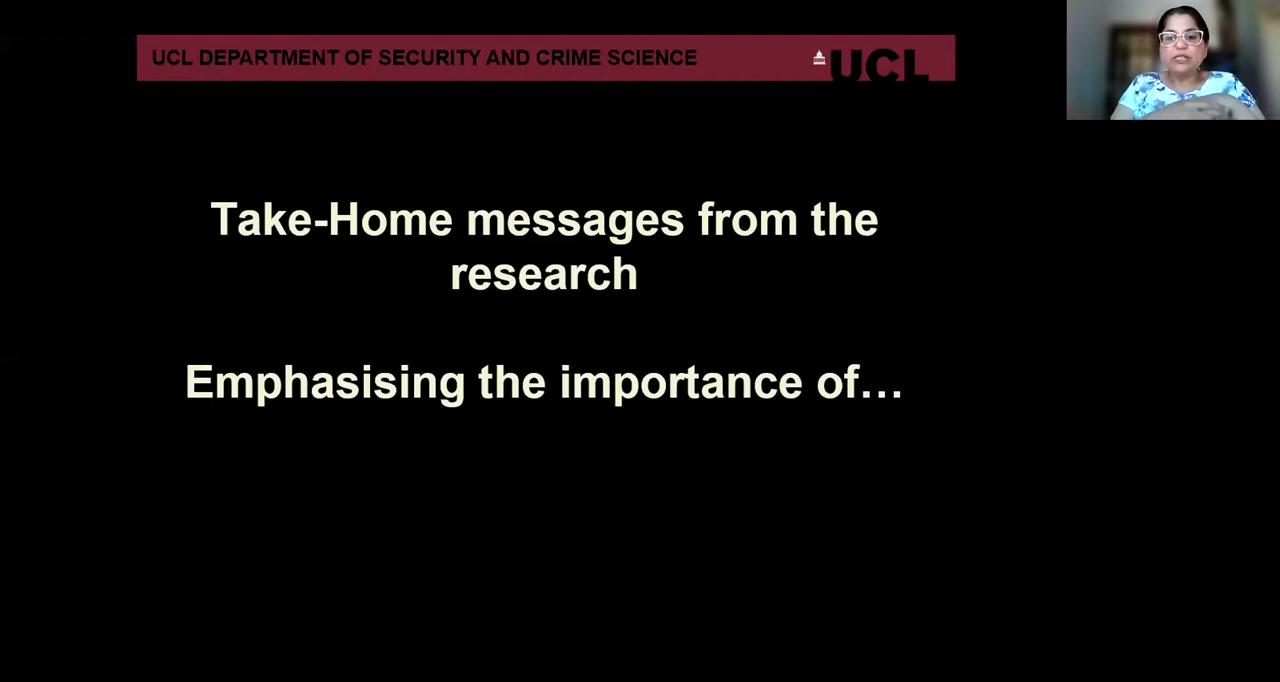 UCL DEPARTMENT OF SECURITY AND CRIME SCIENCE
UCL
Take-Home messages from the
research
Emphasising the importance of…